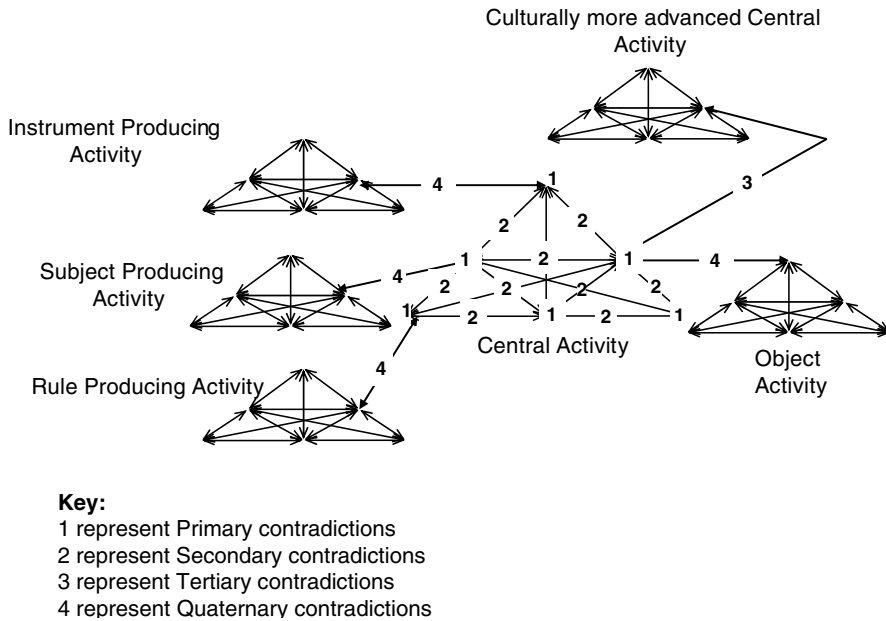 Culturally more advanced Central
Activity
Instrument Producing
Activity
4
1
3
2
2
Subject Producing
Activity
4
1
2
1
4
2
2
2
2
1
2
1
2
1
Central Activity
Object
Activity
Rule Producing Activity
4
Key:
1 represent Primary contradictions
2 represent Secondary contradictions
3 represent Tertiary contradictions
4 represent Quaternary contradictions